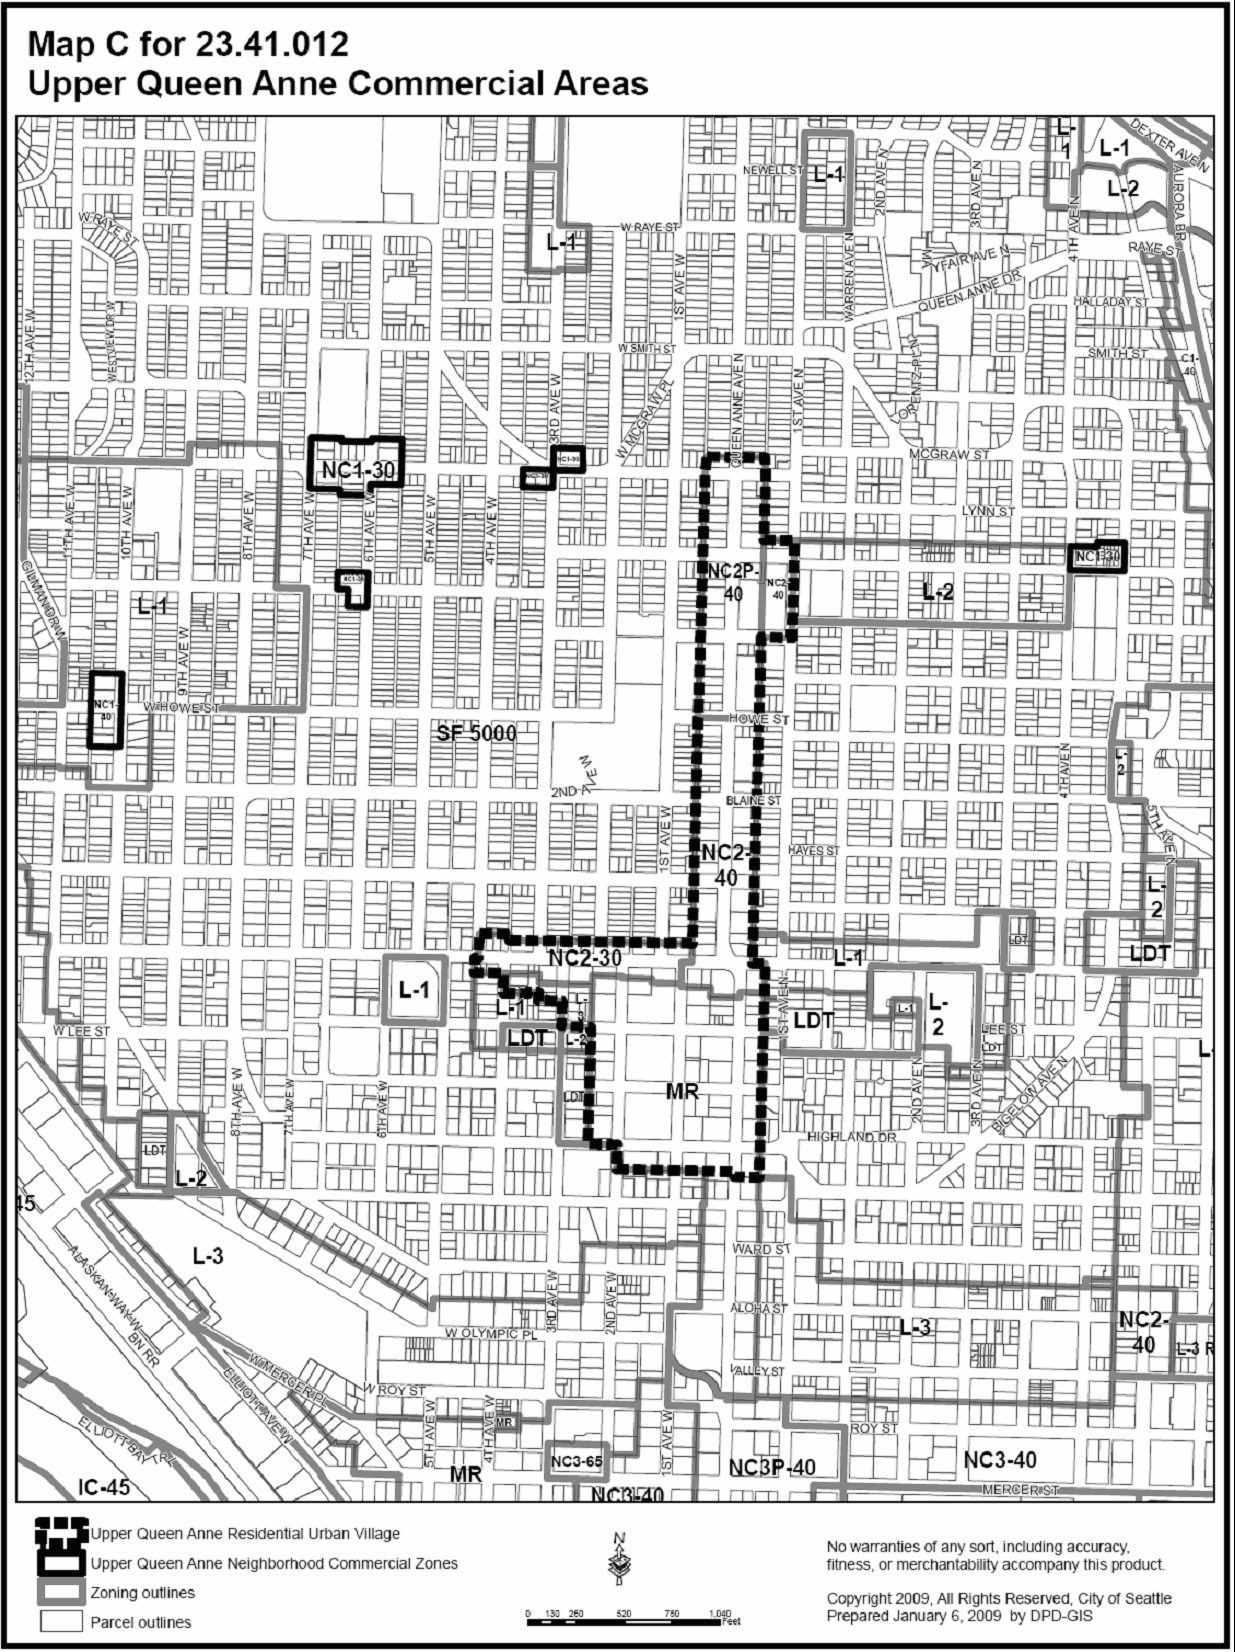 Map C for 23.41.012
Upper Queen Anne Commercial Areas
L-1
L-1
DEXTER AVE N
NEWELL ST
L-1
2ND AVE N
3RD AVE N
L-2
AURORA BR
4TH AVE N
W RAYE ST
W RAYE ST
L-1
RAYE ST
1ST AVE W
WARREN AVE N
MAYFAIR AVE N
QUEEN ANNE DR
HALLADAY ST
12TH AVE W
WESTVIEW DR W
W SMITH ST
SMITH ST
C1-40
QUEEN ANNE AVE N
1ST AVE N
LORENTZ PL N
3RD AVE W
W MCGRAW PL
MCGRAW ST
NC1-30
NC1-30
NC1-30
LYNN ST
11TH AVE W
10TH AVE W
8TH AVE W
7TH AVE W
6TH AVE W
5TH AVE W
4TH AVE W
NC1-30
NC1-30
NC2P-40
NC2-40
L-2
GILMAN DR W
L-1
9TH AVE W
NC1-40
W HOWE ST
HOWE ST
SF 5000
2ND AVE W
4TH AVE N
L-2
BLAINE ST
1ST AVE W
HAYES ST
5TH AVE N
NC2-40
L-2
LDT
LDT
NC2-30
L-1
L-1
L-1
L-3
1ST AVE N
LDT
L-1
L-2
LEE ST
LDT
W LEE ST
LDT
L-2
MR
LDT
8TH AVE W
7TH AVE W
6TH AVE W
2ND AVE N
3RD AVE N
BIGELOW AVE N
HIGHLAND DR
LDT
L-2
45
L-3
WARD ST
ALASKAN WAY W
BN RR
3RD AVE W
2ND AVE W
ALOHA ST
L-3
NC2-40
L-3 R
W OLYMPIC PL
VALLEY ST
W MERCER PL
ELLIOTT AVE W
W ROY ST
5TH AVE W
4TH AVE W
MR
1ST AVE W
ROY ST
ELLIOTT BAY TRK
NC3-65
NC3P-40
NC3-40
MR
IC-45
NC3-40
MERCER ST
Upper Queen Anne Residential Urban Village
Upper Queen Anne Neighborhood Commercial Zones
Zoning outlines
Parcel outlines
N
0 130 260 520 780 1,040
Feet
No warranties of any sort, including accuracy,
fitness, or merchantability accompany this product.
Copyright 2009, All Rights Reserved, City of Seattle
Prepared January 6, 2009 by DPD-GIS